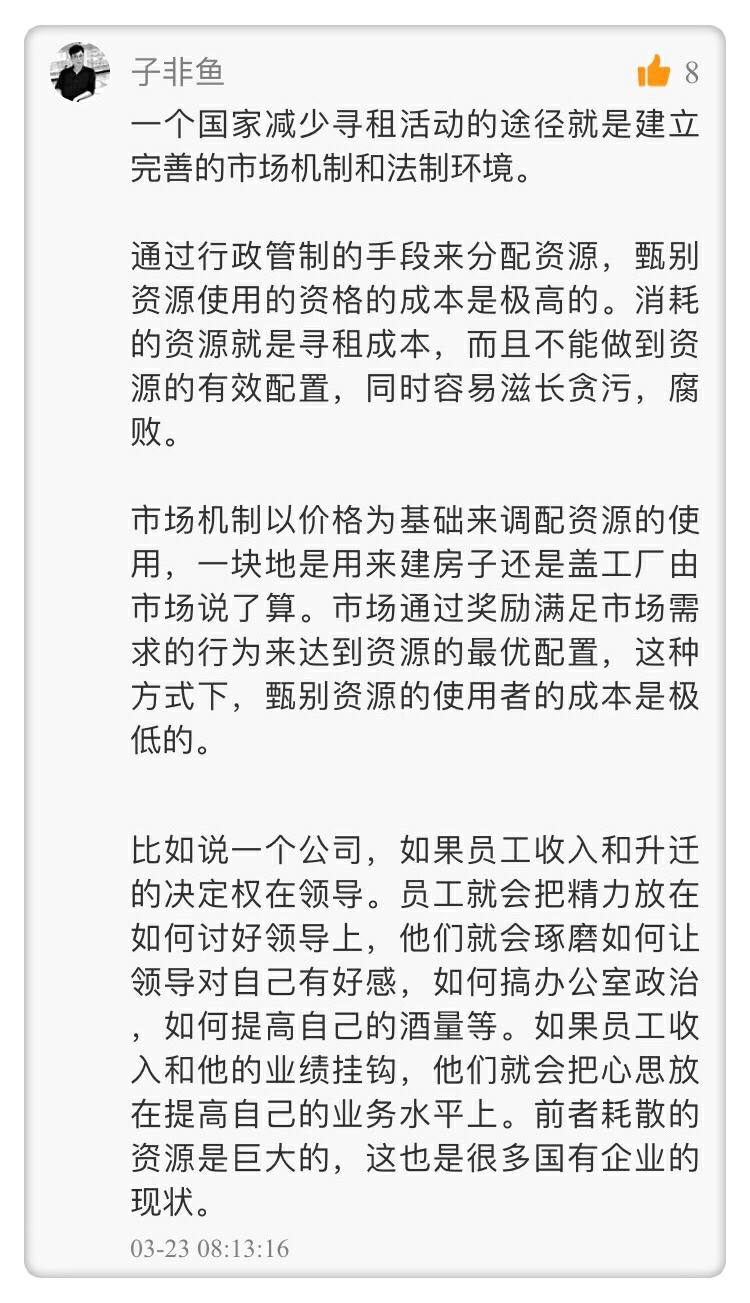 子非鱼
8
一个国家减少寻租活动的途径就是建立
完善的市场机制和法制环境。
通过行政管制的手段来分配资源，甄别
资源使用的资格的成本是极高的。消耗
的资源就是寻租成本，而且不能做到资
源的有效配置，同时容易滋长贪污，腐
败。
市场机制以价格为基础来调配资源的使
用，一块地是用来建房子还是盖工厂由
市场说了算。市场通过奖励满足市场需
求的行为来达到资源的最优配置，这种
方式下，甄别资源的使用者的成本是极
低的。
比如说一个公司，如果员工收入和升迁
的决定权在领导。员工就会把精力放在
如何讨好领导上，他们就会琢磨如何让
领导对自己有好感，如何搞办公室政治
，如何提高自己的酒量等。如果员工收
入和他的业绩挂钩，他们就会把心思放
在提高自己的业务水平上。前者耗散的
资源是巨大的，这也是很多国有企业的
现状。
03-23 08:13:16